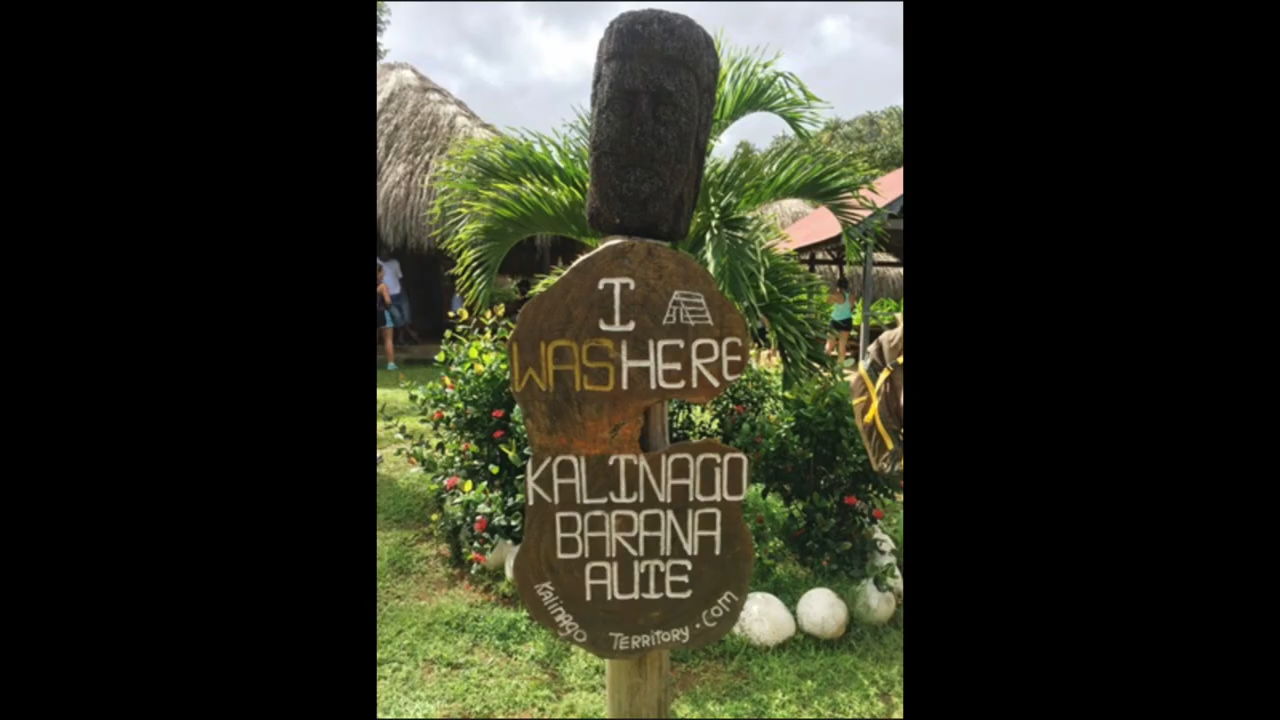 I
WAS HERE
KALINAGO
BARANA
AUTE
KALINAGO TERRITORY.COM